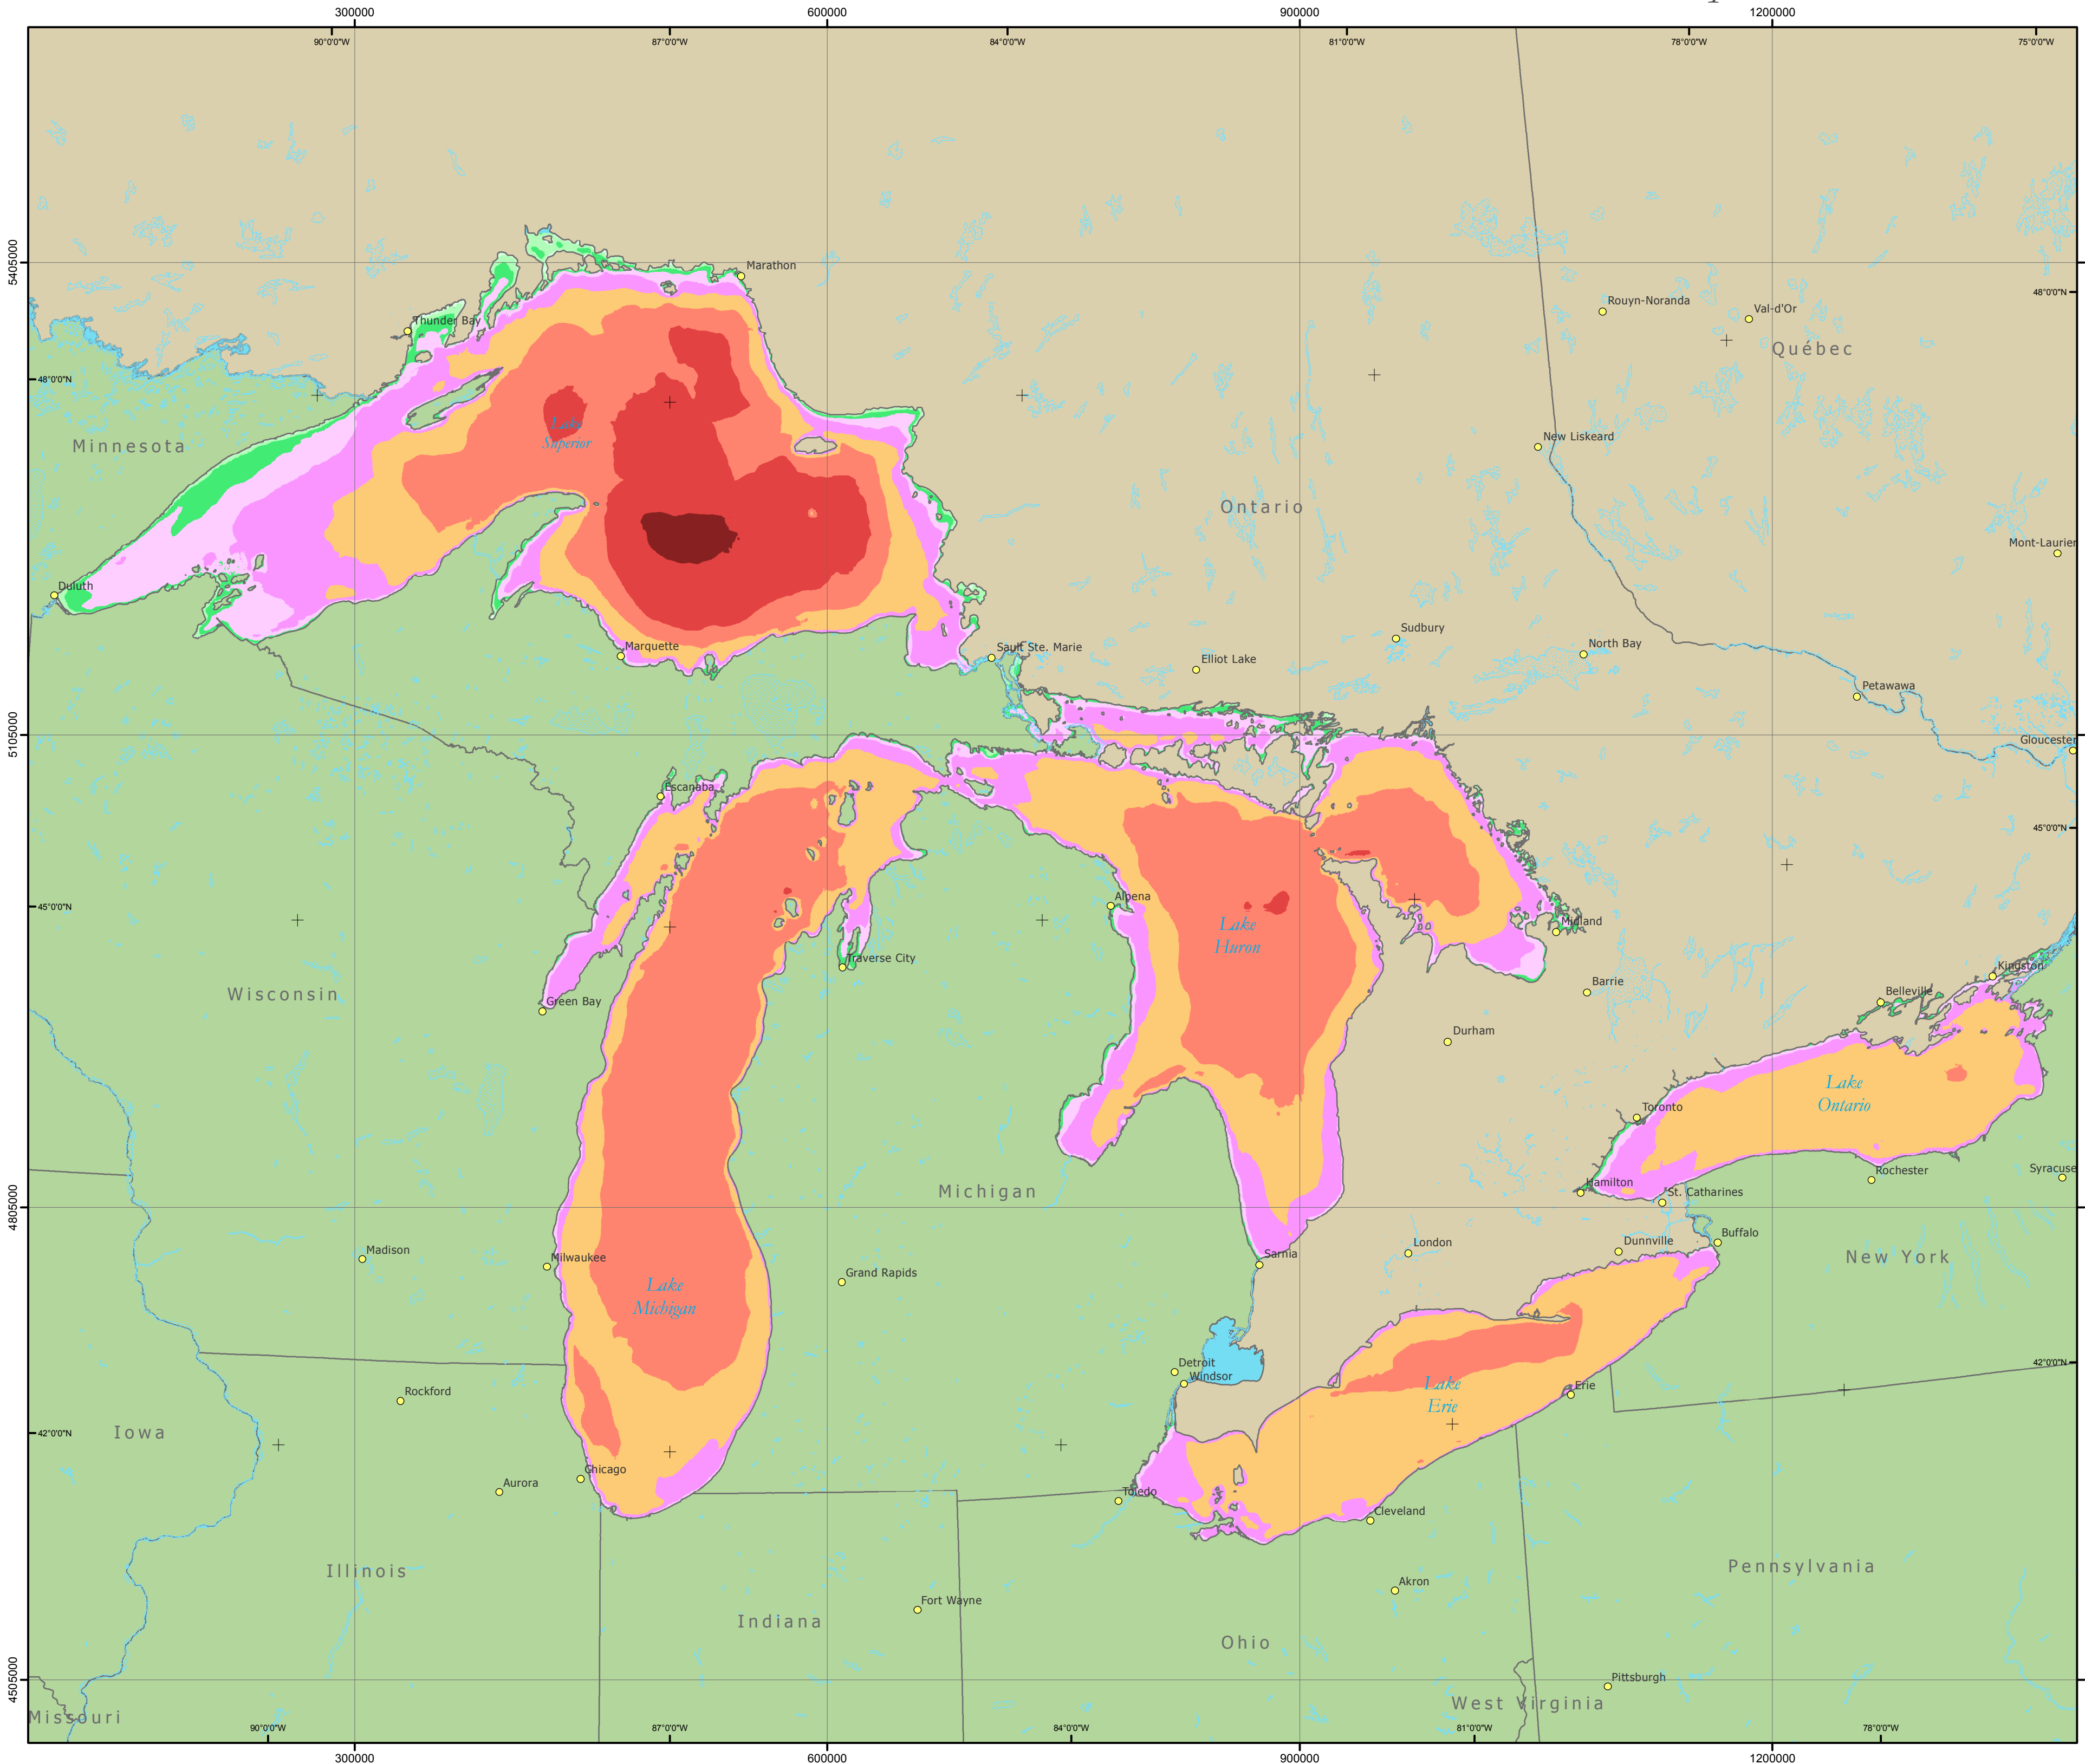 300000 600000 900000 1200000
90°0'0"W 87°0'0"W 84°0'0"W 81°0'0"W 78°0'0"W 75°0'0"W
5405000
Marathon
48°0'0"N
Rouyn-Noranda
Val-d'Or
Thunder Bay
Québec
48°0'0"N
Lake
Superior
New Liskeard
Minnesota
Ontario
Mont-Laurier
Duluth
Sudbury
Marquette
Sault Ste. Marie
North Bay
Elliot Lake
Petawawa
5105000
Gloucester
Escanaba
45°0'0"N
Alpena
45°0'0"N
Lake
Huron
Midland
Traverse City
Kingston
Barrie
Belleville
Wisconsin
Green Bay
Durham
Lake
Ontario
Toronto
Rochester
Syracuse
Hamilton
St. Catharines
Michigan
4805000
Buffalo
Dunnville
London
Madison
Milwaukee
Sarnia
New York
Grand Rapids
Lake
Michigan
Detroit
Windsor
42°0'0"N
Lake
Erie
Erie
Rockford
Iowa
42°0'0"N
Chicago
Aurora
Toledo
Cleveland
Illinois
Pennsylvania
Akron
Fort Wayne
Indiana
Ohio
4505000
Pittsburgh
West Virginia
Missouri
90°0'0"W 87°0'0"W 84°0'0"W 81°0'0"W 78°0'0"W
300000 600000 900000 1200000